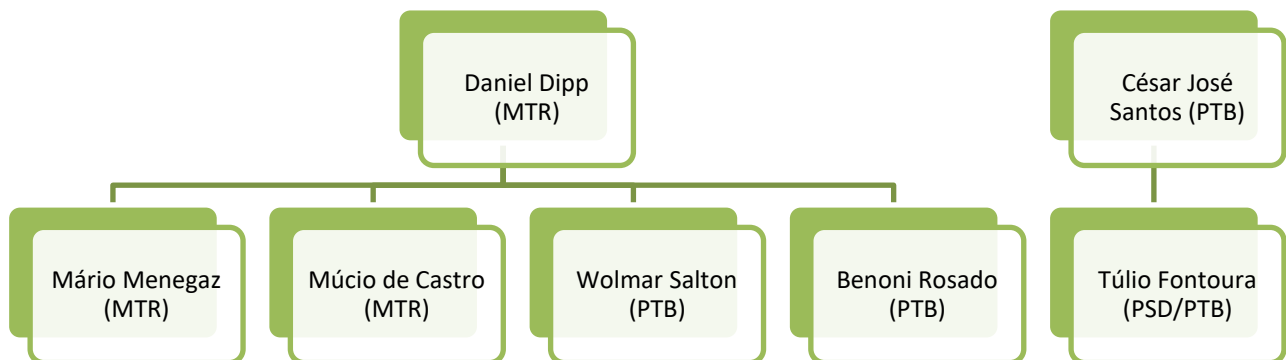 Daniel Dipp
(MTR)
César José
Santos (PTB)
Mário Menegaz
(MTR)
Múcio de Castro
(MTR)
Wolmar Salton
(PTB)
Benoni Rosado
(PTB)
Túlio Fontoura
(PSD/PTB)